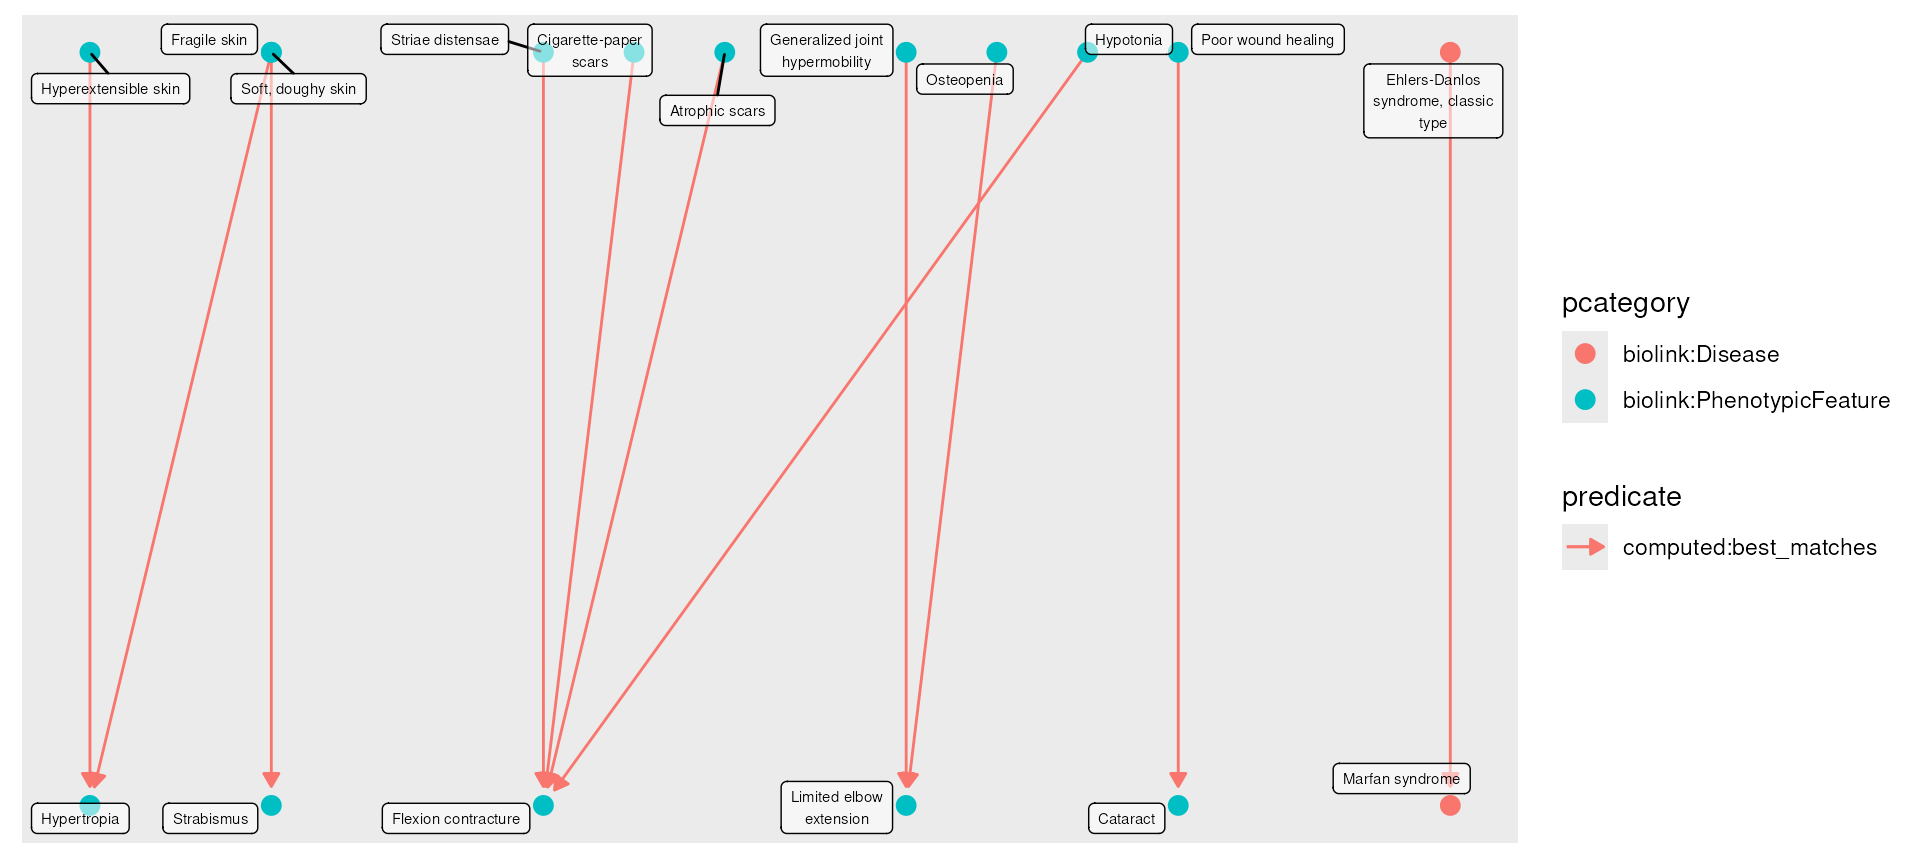 Fragile skin
Striae distensae
Cigarette-paper
scars
Generalized joint
hypermobility
Hypotonia
Poor wound healing
Hyperextensible skin
Soft, doughy skin
Atrophic scars
Osteopenia
Ehlers-Danlos
syndrome, classic
type
Hypertropia
Strabismus
Flexion contracture
Limited elbow
extension
Cataract
Marfan syndrome
pcategory
biolink:Disease
biolink:PhenotypicFeature
predicate
computed:best_matches